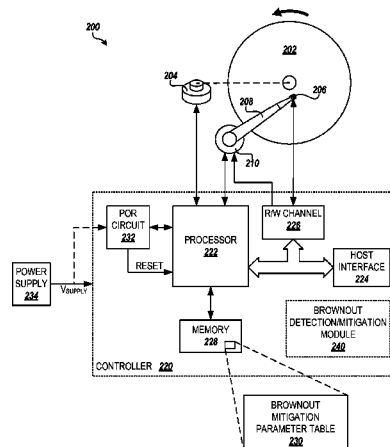 200
202
204
206
208
210
POR CIRCUIT 232
PROCESSOR 222
R/W CHANNEL 226
RESET
POWER SUPPLY 234
VSUPPLY
HOST INTERFACE 224
MEMORY 228
BROWNOUT DETECTION/MITIGATION MODULE 240
CONTROLLER 220
BROWNOUT MITIGATION PARAMETER TABLE 230